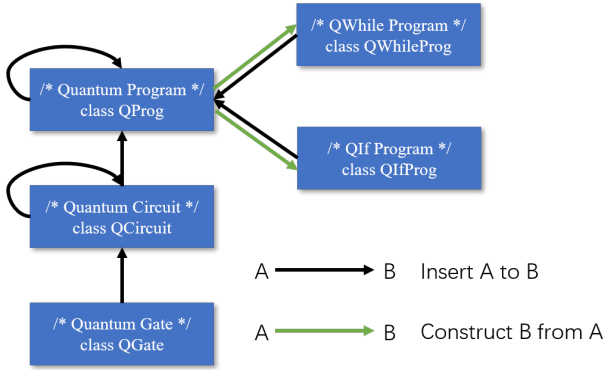 /* QWhile Program */
class QWhileProg
/* Quantum Program */
class QProg
/* QIf Program */
class QIfProg
/* Quantum Circuit */
class QCircuit
/* Quantum Gate */
class QGate
A B Insert A to B
A B Construct B from A